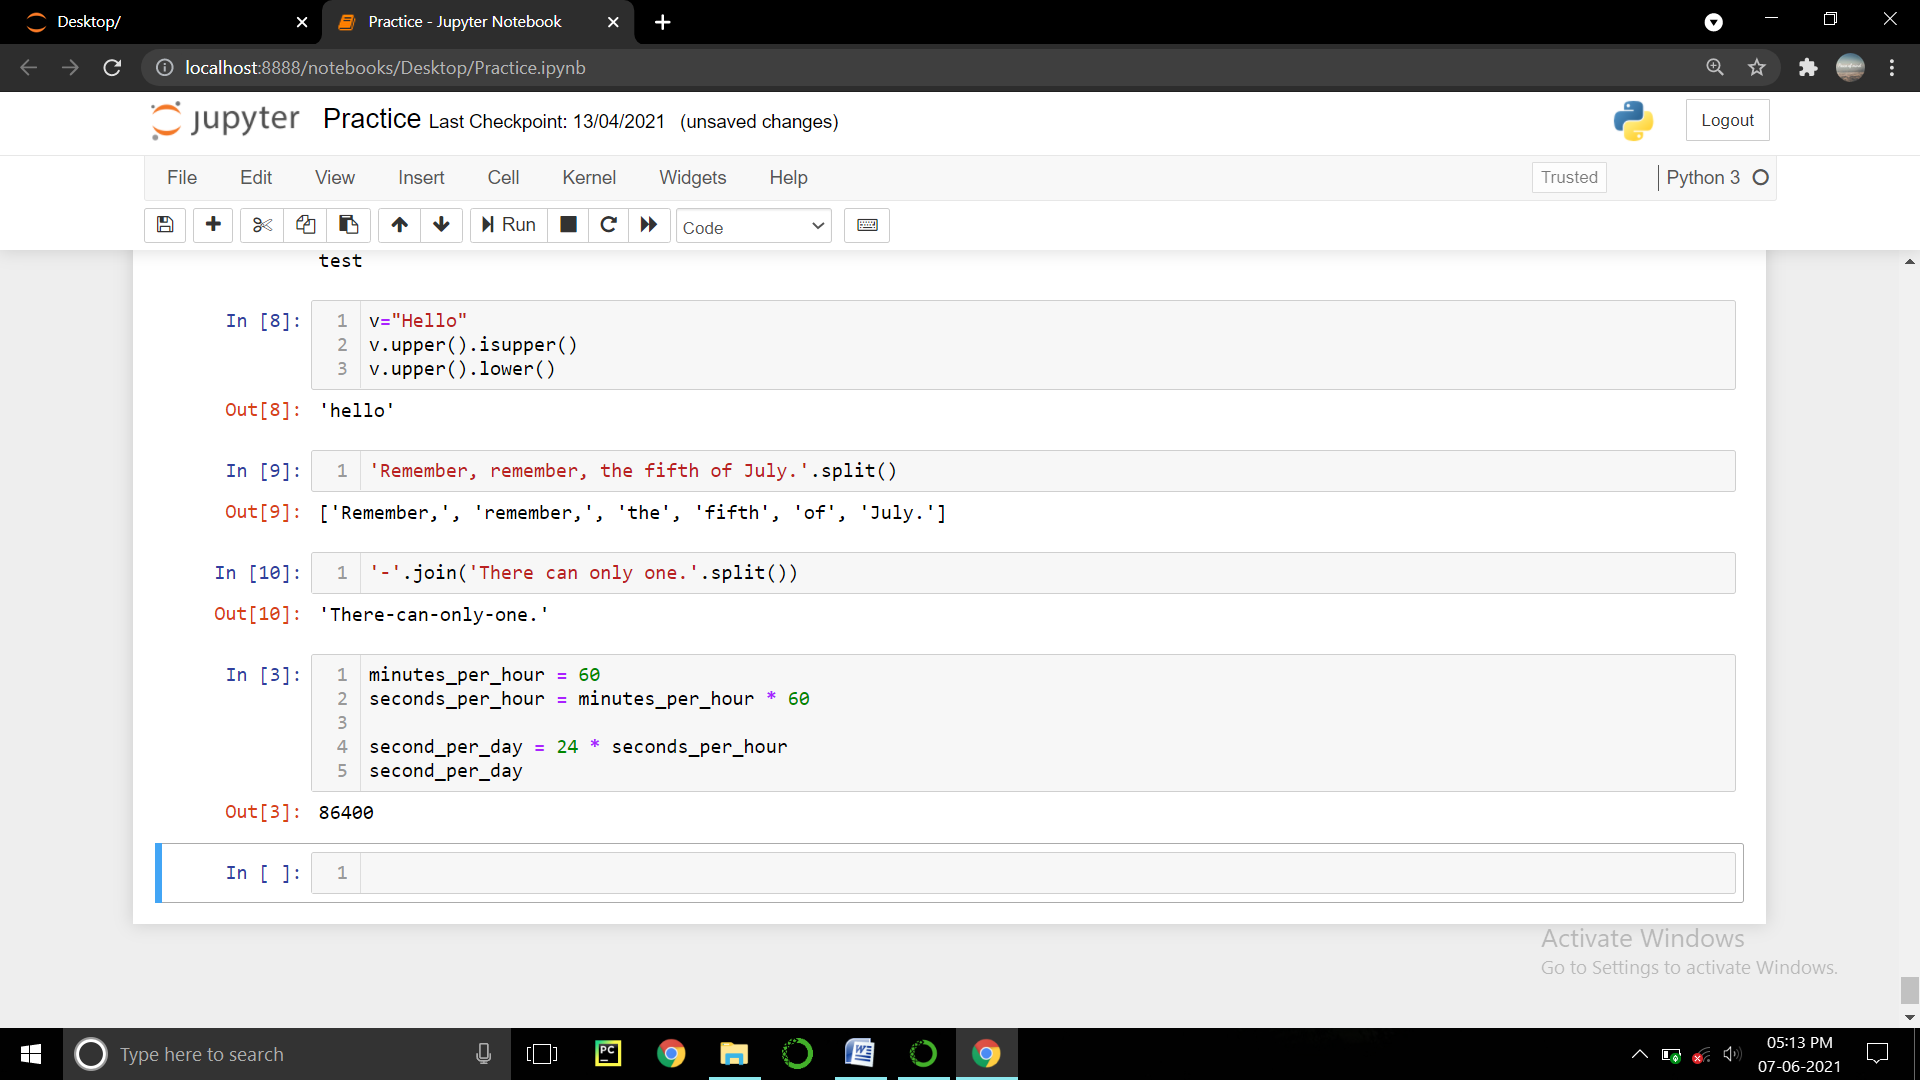 Desktop/
Practice - Jupyter Notebook
localhost:8888/notebooks/Desktop/Practice.ipynb
jupyter Practice Last Checkpoint: 13/04/2021 (unsaved changes)
Logout
File Edit View Insert Cell Kernel Widgets Help
Trusted
Python 3
Run
Code
test
In [8]:
1 v="Hello"
2 v.upper().isupper()
3 v.upper().lower()
Out[8]: 'hello'
In [9]: 1 'Remember, remember, the fifth of July.'.split()
Out[9]: ['Remember,', 'remember,', 'the', 'fifth', 'of', 'July.']
In [10]: 1 '-'.join('There can only one.'.split())
Out[10]: 'There-can-only-one.'
In [3]:
1 minutes_per_hour = 60
2 seconds_per_hour = minutes_per_hour * 60
3
4 second_per_day = 24 * seconds_per_hour
5 second_per_day
Out[3]: 86400
In [ ]: 1
Activate Windows
Go to Settings to activate Windows.
Type here to search
PC
W
05:13 PM
07-06-2021